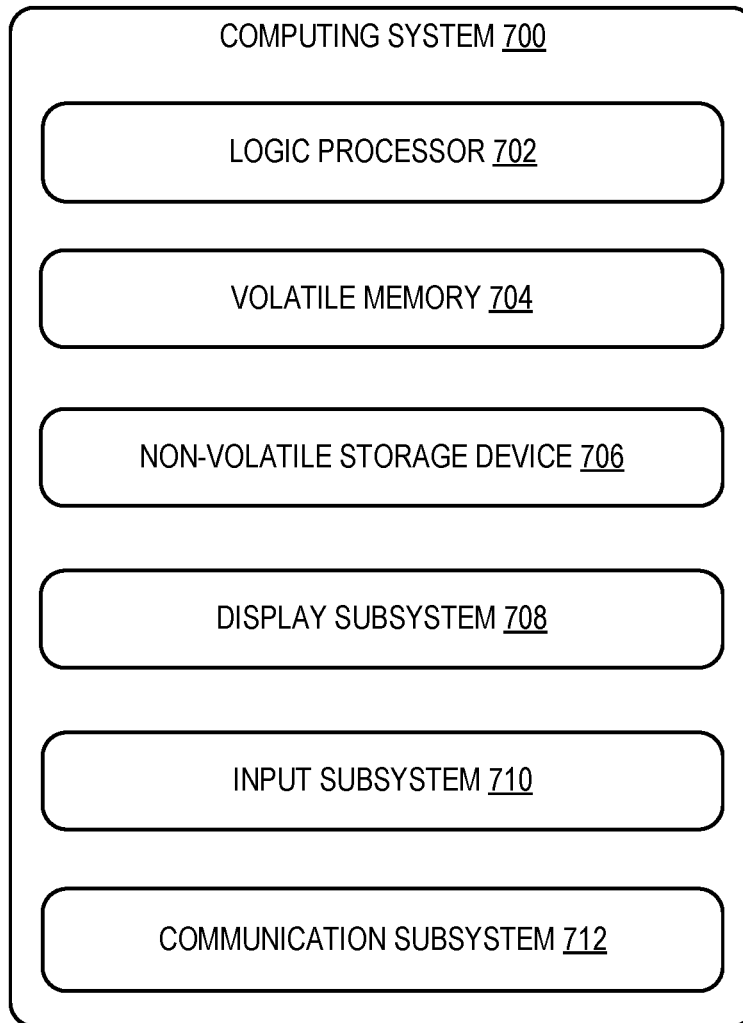 COMPUTING SYSTEM 700
LOGIC PROCESSOR 702
VOLATILE MEMORY 704
NON-VOLATILE STORAGE DEVICE 706
DISPLAY SUBSYSTEM 708
INPUT SUBSYSTEM 710
COMMUNICATION SUBSYSTEM 712